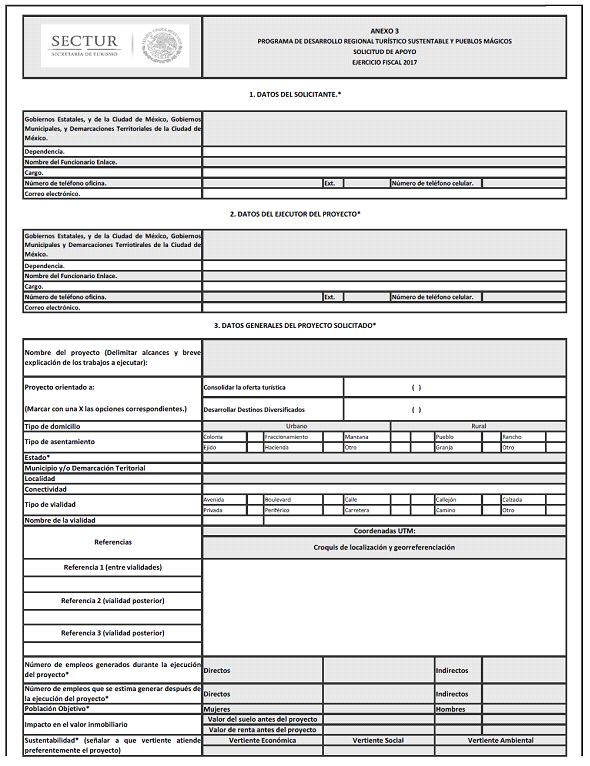 SECTUR
SECRETARÍA DE TURISMO
ANEXO 3
PROGRAMA DE DESARROLLO REGIONAL TURÍSTICO SUSTENTABLE Y PUEBLOS MÁGICOS
SOLICITUD DE APOYO
EJERCICIO FISCAL 2017
1. DATOS DEL SOLICITANTE.*
Gobiernos Estatales, y de la Ciudad de México, Gobiernos
Municipales, y Demarcaciones Territoriales de la Ciudad de
México.
Dependencia.
Nombre del Funcionario Enlace.
Cargo.
Número de teléfono oficina. Ext. Número de teléfono celular.
Correo electrónico.
2. DATOS DEL EJECUTOR DEL PROYECTO*
Gobiernos Estatales, y de la Ciudad de México, Gobiernos
Municipales y Demarcaciones Terriotirales de la Ciudad de
México.
Dependencia.
Nombre del Funcionario Enlace.
Cargo.
Número de teléfono oficina. Ext. Número de teléfono celular.
Correo electrónico.
3. DATOS GENERALES DEL PROYECTO SOLICITADO*
Nombre del proyecto (Delimitar alcances y breve
explicación de los trabajos a ejecutar):
Proyecto orientado a: Consolidar la oferta turística ( )
(Marcar con una X las opciones correspondientes.) Desarrollar Destinos Diversificados ( )
Tipo de domicilio Urbano Rural
Tipo de asentamiento
Colonia Fraccionamiento Manzana Pueblo Rancho
Ejido Hacienda Otro Granja Otro
Estado*
Municipio y/o Demarcación Teritorial
Localidad
Conectividad
Tipo de vialidad
Avenida Boulevard Calle Callejón Calzada
Privada Periférico Carretera Camino Otro
Nombre de la vialidad
Referencias
Coordenadas UTM:
Croquis de localización y georreferenciación
Referencia 1 (entre vialidades)
Referencia 2 (vialidad posterior)
Referencia 3 (vialidad posterior)
Número de empleos generados durante la ejecución
del proyecto*
Directos Indirectos
Número de empleos que se estima generar después de
la ejecución del proyecto*
Directos Indirectos
Población Objetivo* Mujeres Hombres
Impacto en el valor inmobiliario
Valor del suelo antes del proyecto
Valor de renta antes del proyecto
Sustentabilidad* (señalar a que vertiente atiende
preferentemente el proyecto)
Vertiente Económica Vertiente Social Vertiente Ambiental